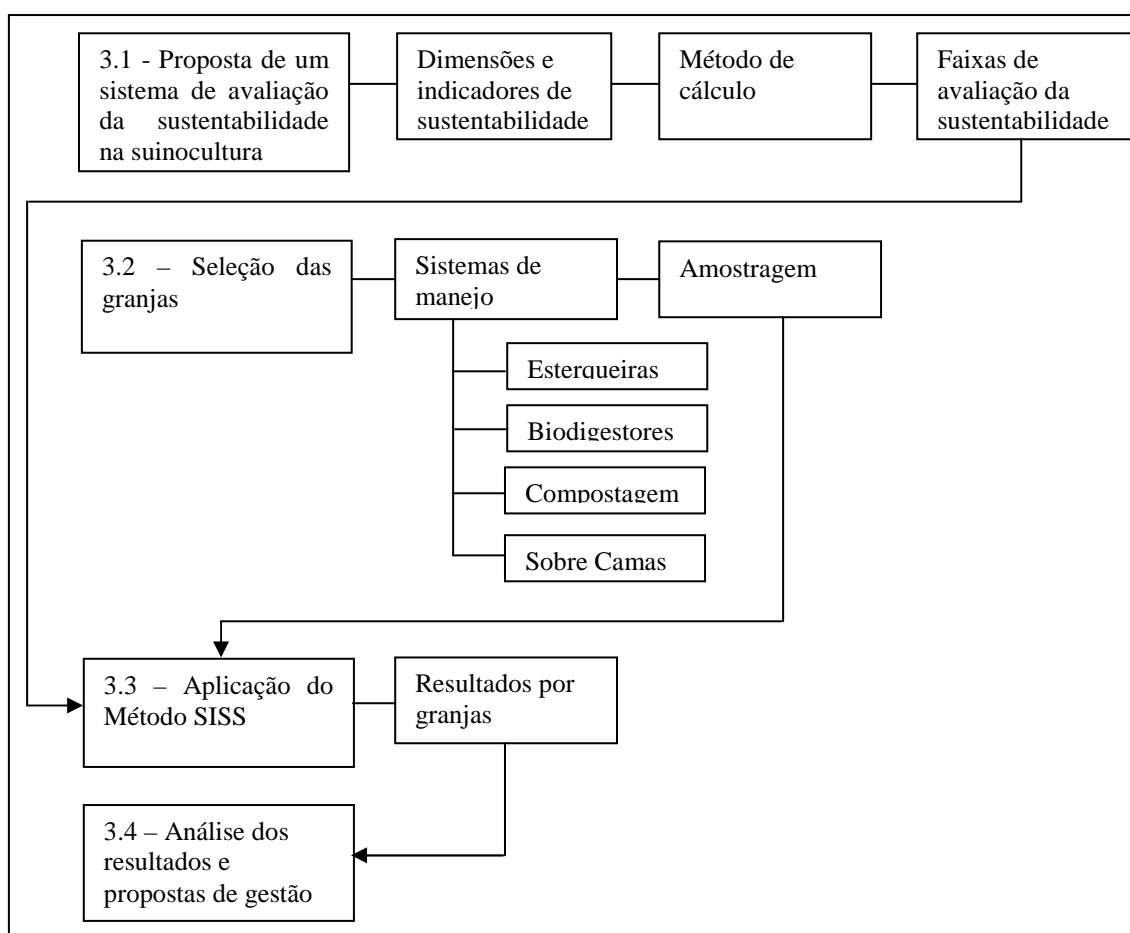 3.1 - Proposta de um
sistema de avaliação
da sustentabilidade
na suinocultura
Dimensões e
indicadores de
sustentabilidade
Método de
cálculo
Faixas de
avaliação da
sustentabilidade
3.2 – Seleção das
granjas
Sistemas de
manejo
Amostragem
Esterqueiras
Biodigestores
Compostagem
Sobre Camas
3.3 – Aplicação do
Método SISS
Resultados por
granjas
3.4 – Análise dos
resultados e
propostas de gestão